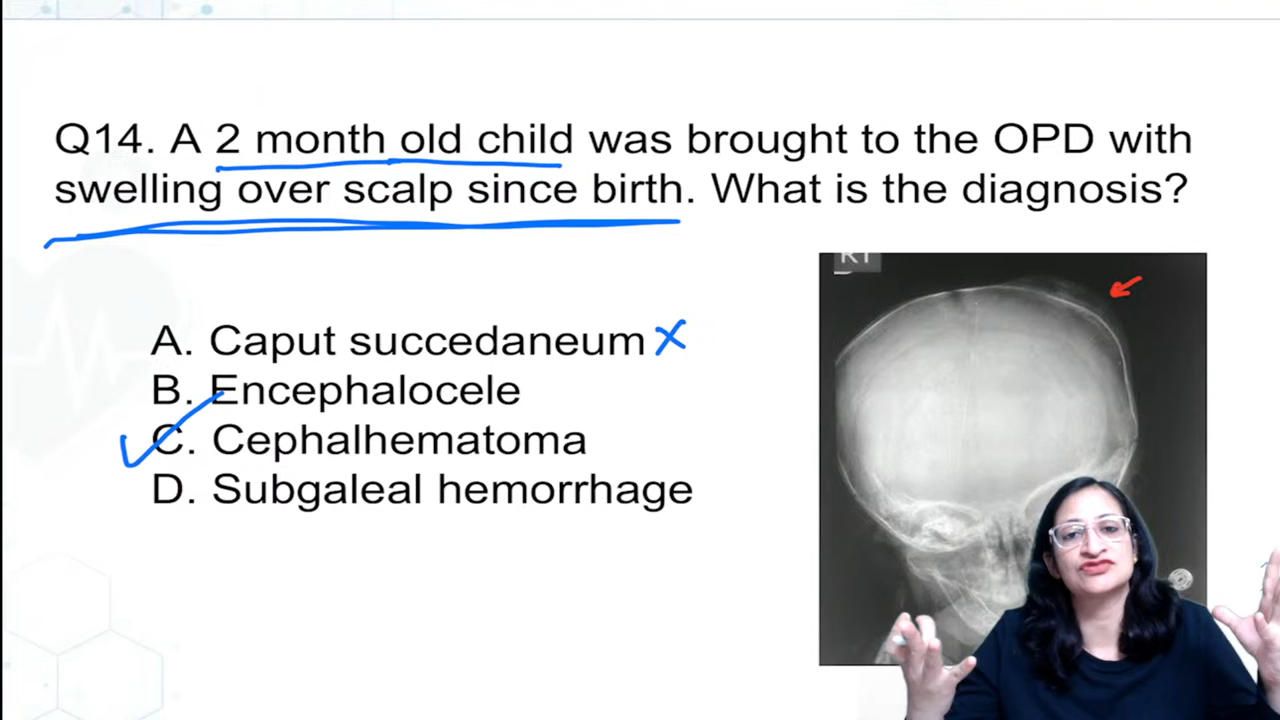 Q14. A 2 month old child was brought to the OPD with
swelling over scalp since birth. What is the diagnosis?
RT
A. Caput succedaneum
B. Encephalocele
C. Cephalhematoma
D. Subgaleal hemorrhage